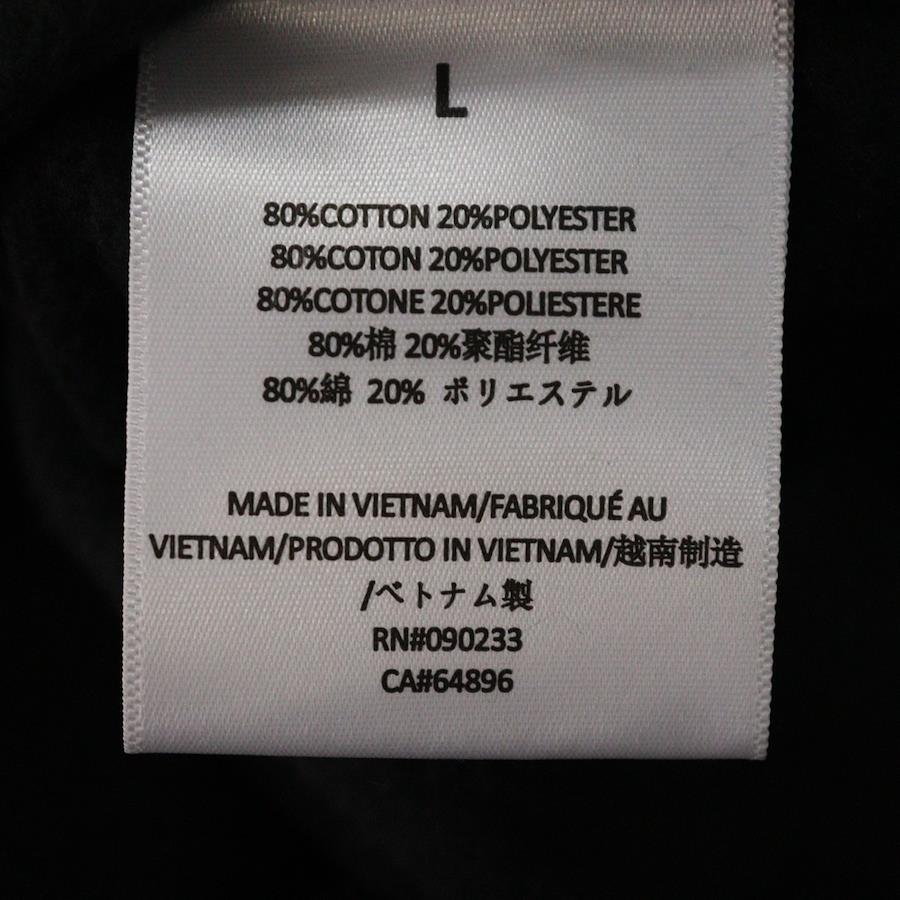 L
80%COTTON 20%POLYESTER
80%COTON 20%POLYESTER
80%COTONE 20%POLIESTERE
80%棉 20%聚酯纤维
80%綿 20% ポリエステル
MADE IN VIETNAM/FABRIQUÉ AU
VIETNAM/PRODOTTO IN VIETNAM/越南制造
/ベトナム製
RN#090233
CA#64896